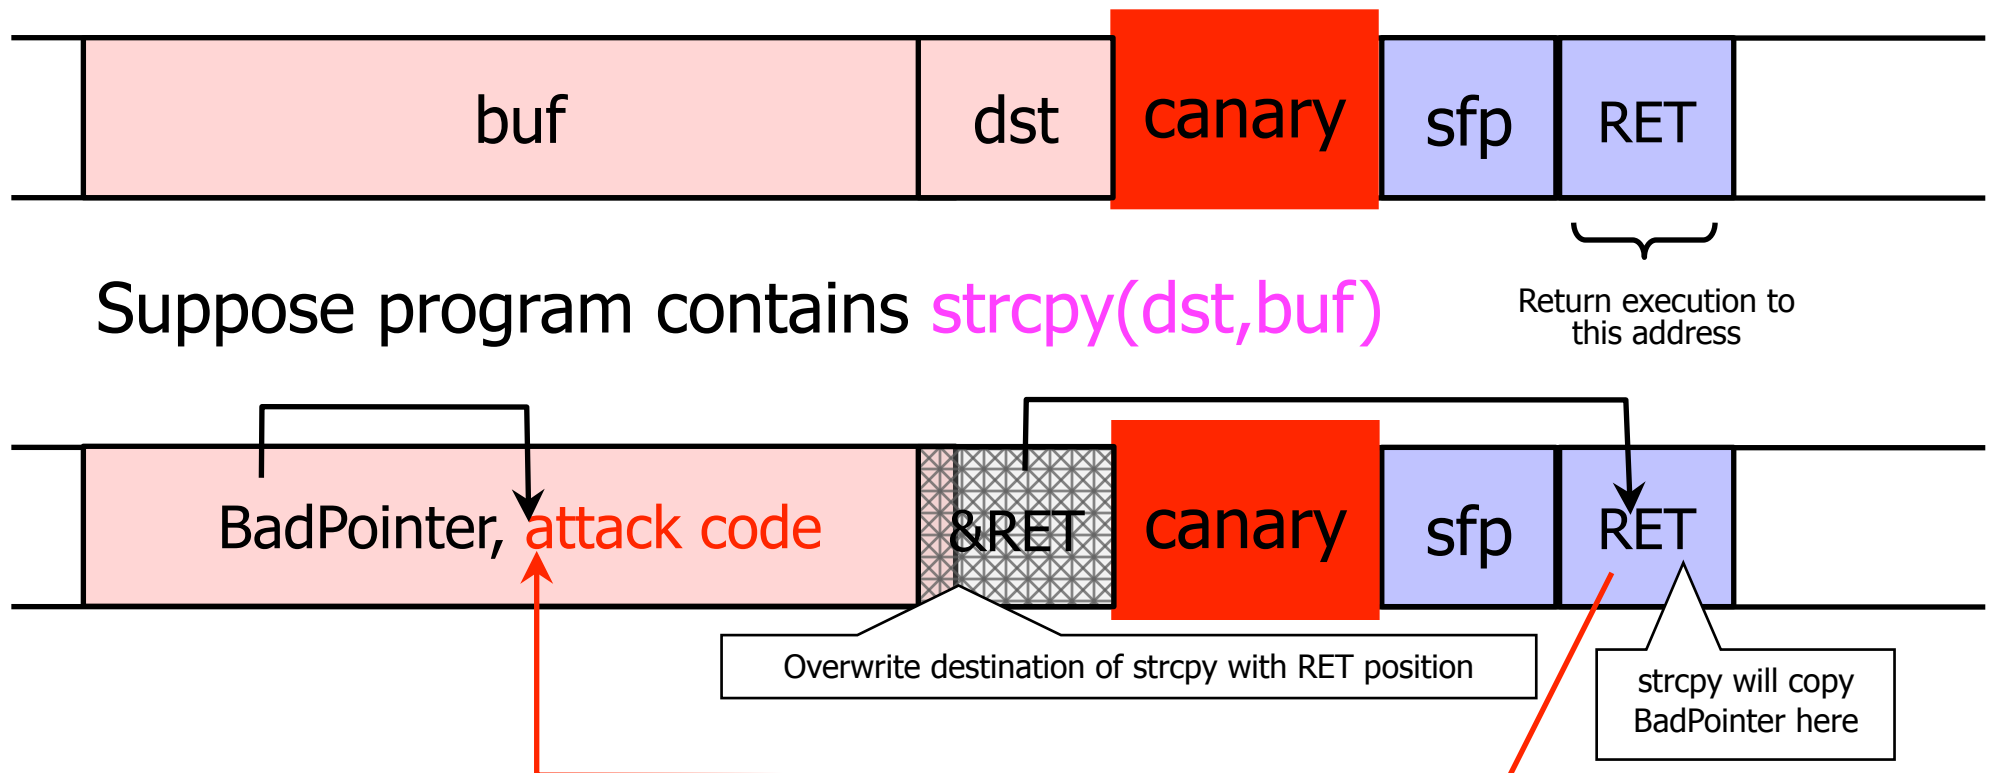 buf dst canary sfp RET
Suppose program contains strcpy(dst,buf)
Return execution to
this address
BadPointer, attack code &RET canary sfp RET
Overwrite destination of strcpy with RET position
strcpy will copy
BadPointer here